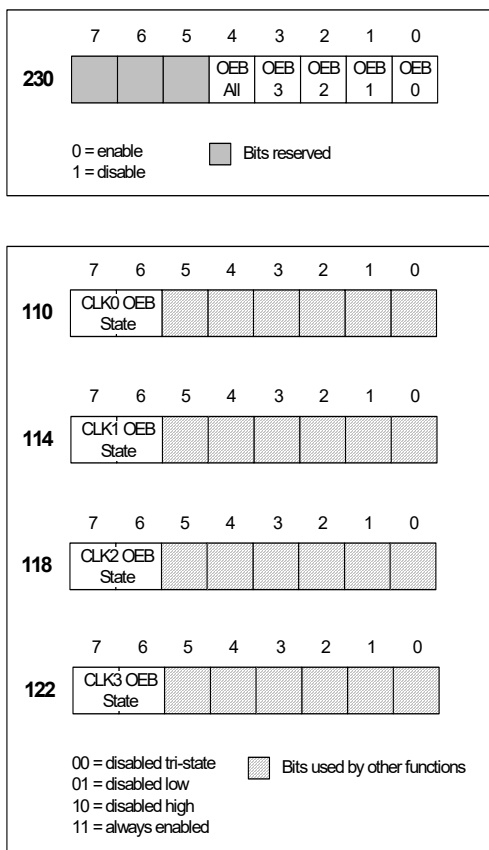 7 6 5 4 3 2 1 0
230
OEB All
OEB 3
OEB 2
OEB 1
OEB 0
0 = enable
1 = disable
Bits reserved
7 6 5 4 3 2 1 0
110
CLK0 OEB
State
7 6 5 4 3 2 1 0
114
CLK1 OEB
State
7 6 5 4 3 2 1 0
118
CLK2 OEB
State
7 6 5 4 3 2 1 0
122
CLK3 OEB
State
00 = disabled tri-state
01 = disabled low
10 = disabled high
11 = always enabled
Bits used by other functions